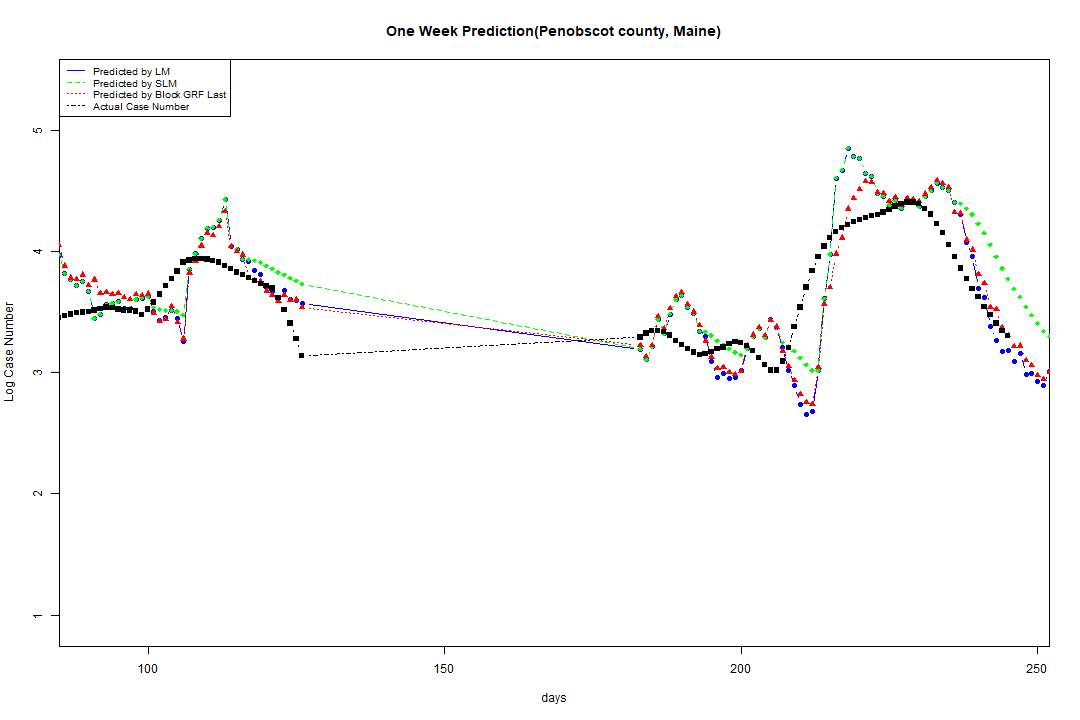 One Week Prediction(Penobscot county, Maine)
Predicted by LM
Predicted by SLM
Predicted by Block GRF Last
Actual Case Number
5
4
3
2
1
Log Case Number
100 150 200 250
days